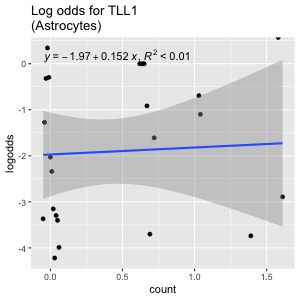 Log odds for TLL1
(Astrocytes)
y = − 1.97 + 0.152 x, R² < 0.01
logodds
0
-1
-2
-3
-4
0.0 0.5 1.0 1.5
count